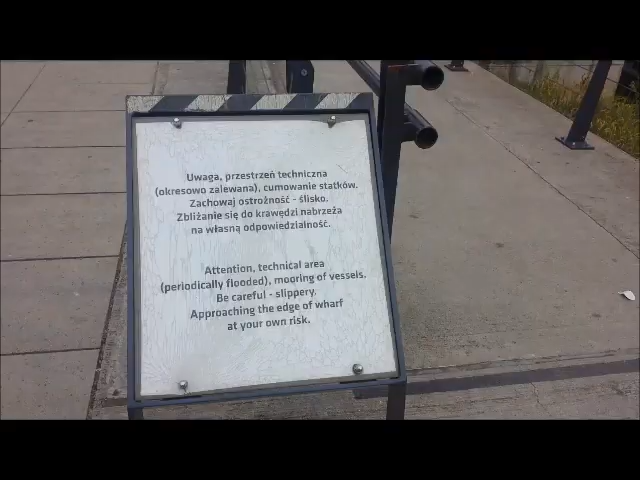 Uwaga, przestrzeń techniczna
(okresowo zalewana), cumowanie statków.
Zachowaj ostrożność - ślisko.
Zbliżanie się do krawędzi nabrzeża
na własną odpowiedzialność.
Attention, technical area
(periodically flooded), mooring of vessels.
Be careful - slippery.
Approaching the edge of wharf
at your own risk.